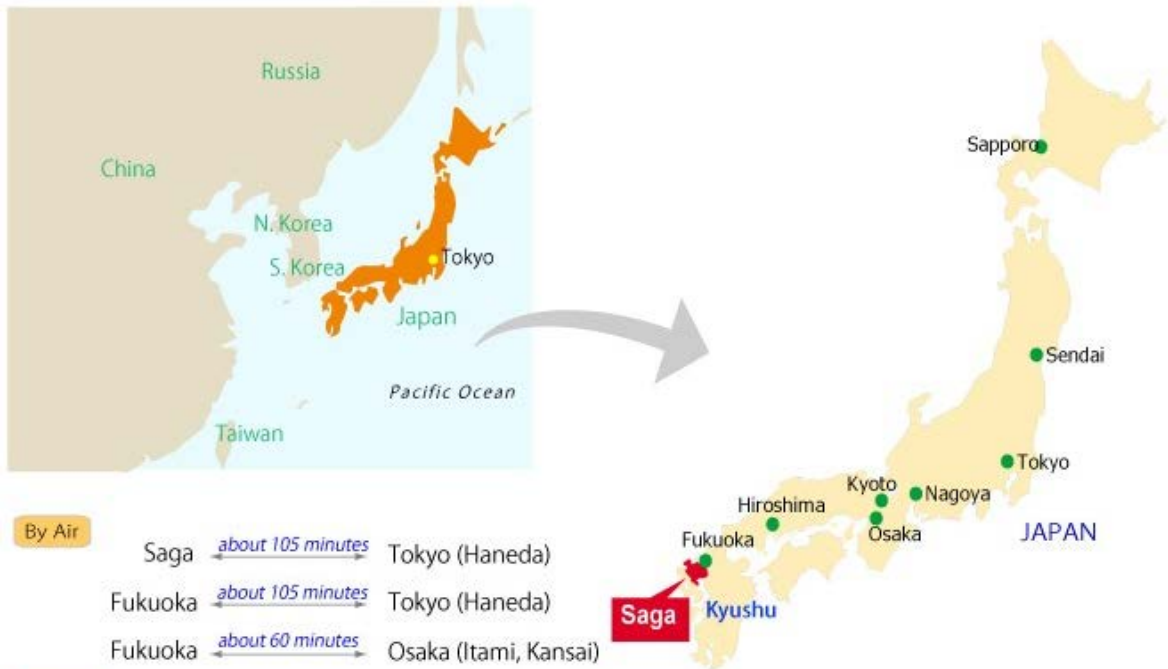 Russia
China
N. Korea
S. Korea
Tokyo
Japan
Pacific Ocean
Taiwan
Sapporo
Sendai
Tokyo
Nagoya
Kyoto
Osaka
Hiroshima
Fukuoka
Saga
Kyushu
JAPAN
By Air
Saga about 105 minutes Tokyo (Haneda)
Fukuoka about 105 minutes Tokyo (Haneda)
Fukuoka about 60 minutes Osaka (Itami, Kansai)